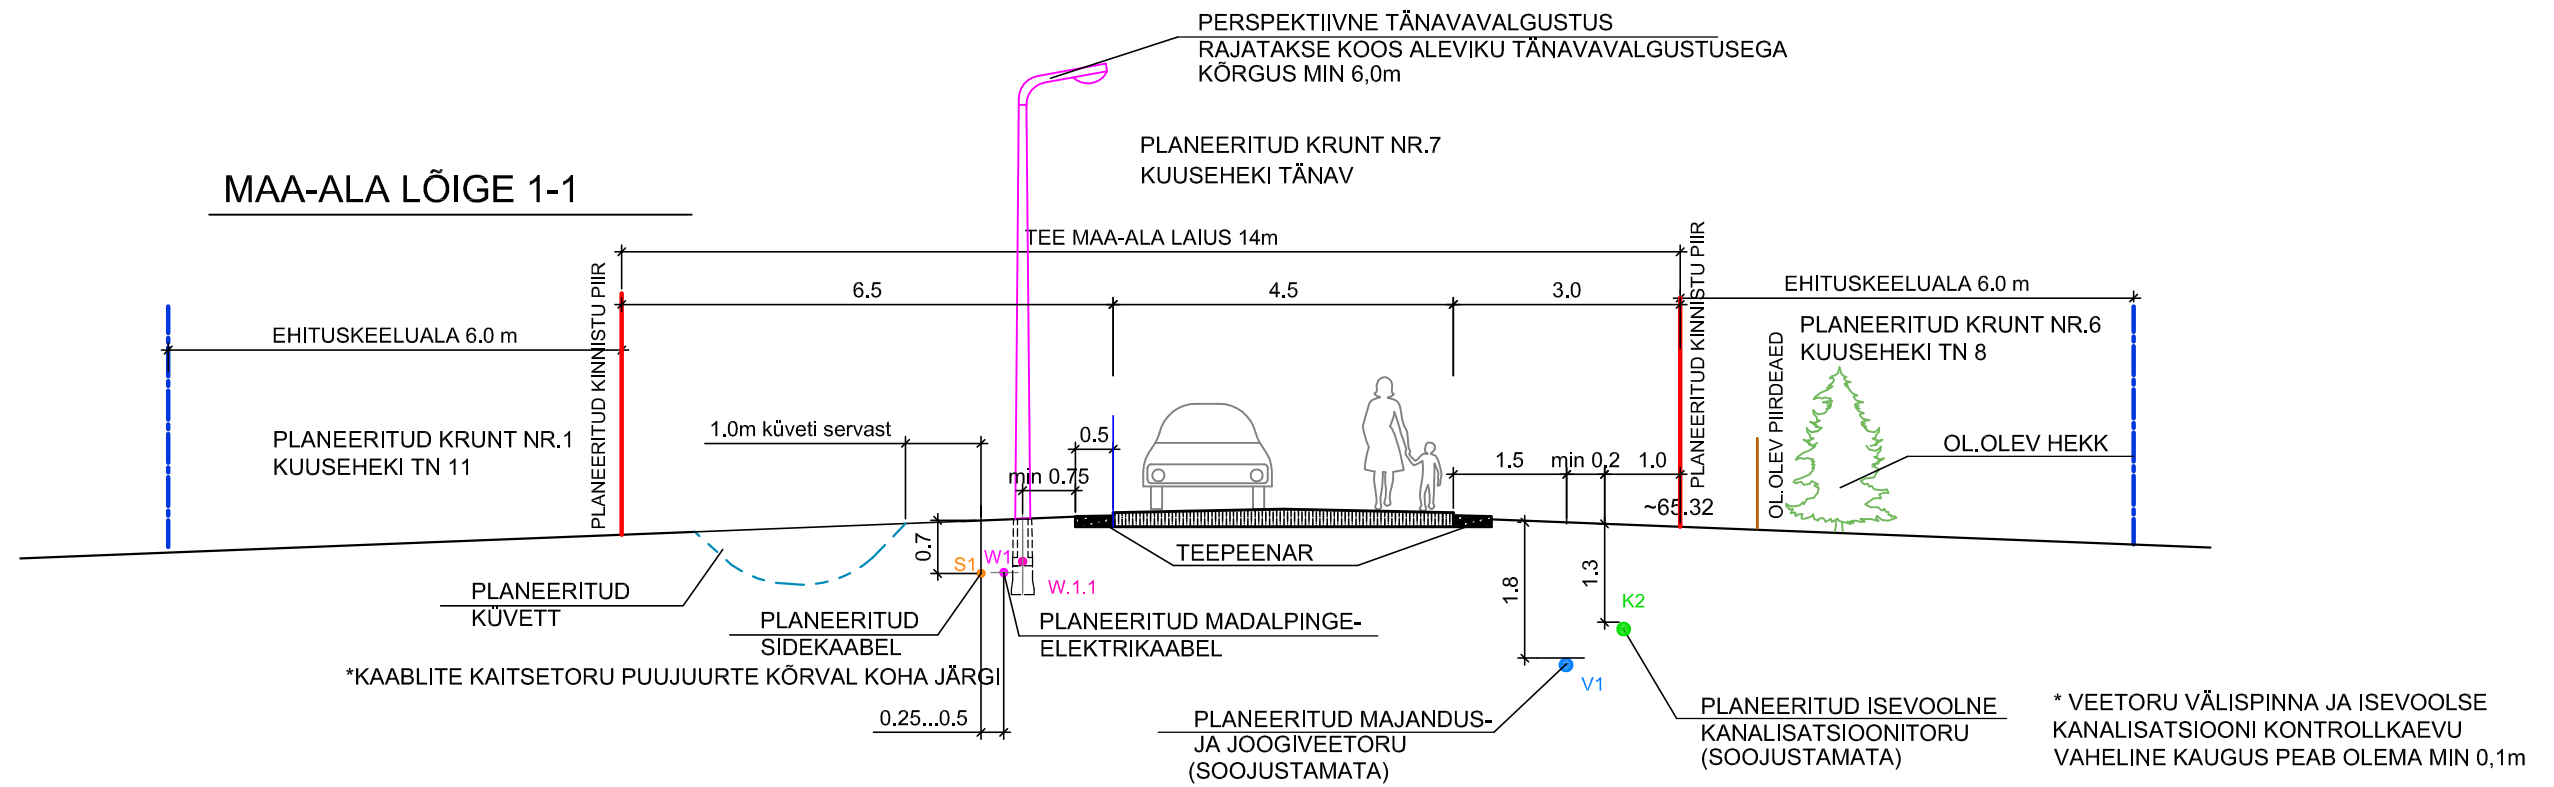 PERSPEKTIIVNE TÄNAVAVALGUSTUS
RAJATAKSE KOOS ALEVIKU TÄNAVAVALGUSTUSEGA
KÕRGUS MIN 6,0m
PLANEERITUD KRUNT NR.7
KUUSEHEKI TÄNAV
MAA-ALA LÕIGE 1-1
TEE MAA-ALA LAIUS 14m
6.5
4.5
3.0
EHITUSKEELUALA 6.0 m
EHITUSKEELUALA 6.0 m
PLANEERITUD KINNISTU PIIR
PLANEERITUD KINNISTU PIIR
PLANEERITUD KRUNT NR.6
KUUSEHEKI TN 8
OL.OLEV PIIRDEAED
OL.OLEV HEKK
PLANEERITUD KRUNT NR.1
KUUSEHEKI TN 11
1.0m küveti servast
0.5
min 0.75
1.5
min 0.2
1.0
~65.32
0.7
S1
W1
W.1.1
TEEPEENAR
1.8
1.3
K2
V1
PLANEERITUD
KÜVETT
PLANEERITUD
SIDEKAABEL
PLANEERITUD MADALPINGE-
ELEKTRIKAABEL
*KAABLITE KAITSETORU PUUJUURTE KÕRVAL KOHA JÄRGI
0.25...0.5
PLANEERITUD MAJANDUS-
JA JOOGIVEETORU
(SOOJUSTAMATA)
PLANEERITUD ISEVOOLNE
KANALISATSIOONITORU
(SOOJUSTAMATA)
* VEETORU VÄLISPINNA JA ISEVOOLSE
KANALISATSIOONI KONTROLLKAEVU
VAHELINE KAUGUS PEAB OLEMA MIN 0,1m